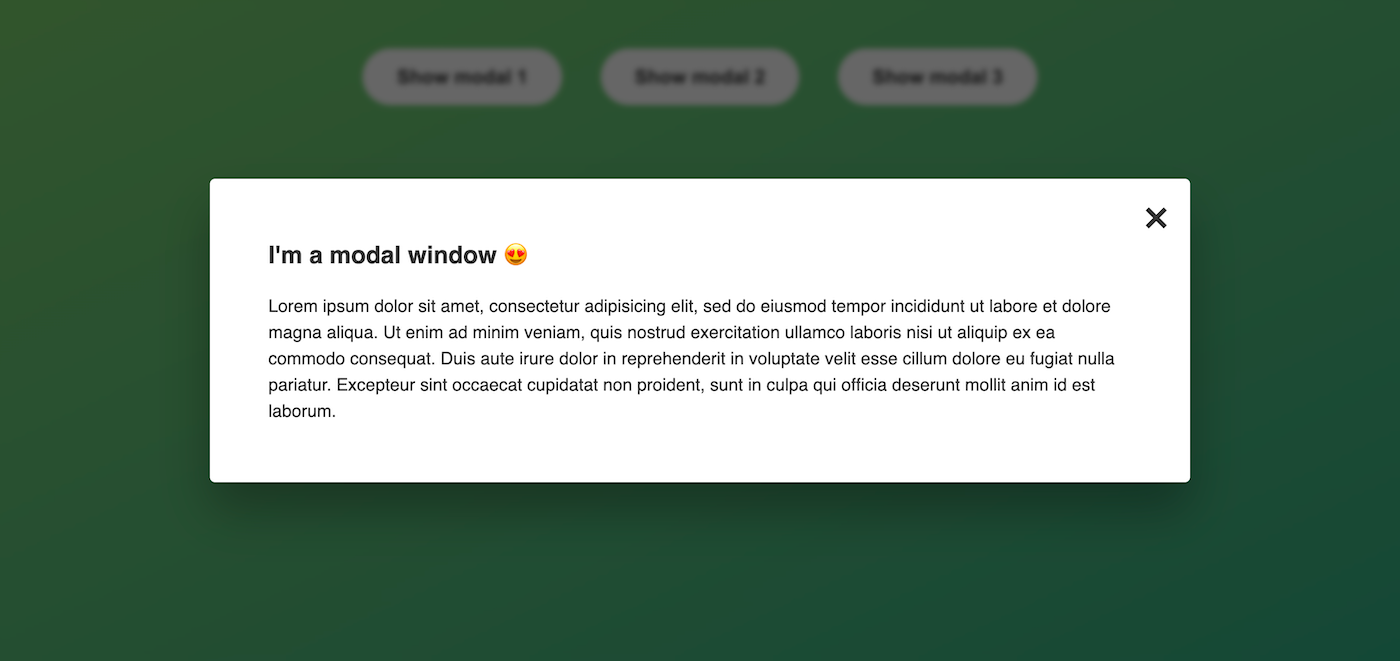 Show modal 1 Show modal 2 Show modal 3
I'm a modal window 😍
Lorem ipsum dolor sit amet, consectetur adipisicing elit, sed do eiusmod tempor incididunt ut labore et dolore
magna aliqua. Ut enim ad minim veniam, quis nostrud exercitation ullamco laboris nisi ut aliquip ex ea
commodo consequat. Duis aute irure dolor in reprehenderit in voluptate velit esse cillum dolore eu fugiat nulla
pariatur. Excepteur sint occaecat cupidatat non proident, sunt in culpa qui officia deserunt mollit anim id est
laborum.